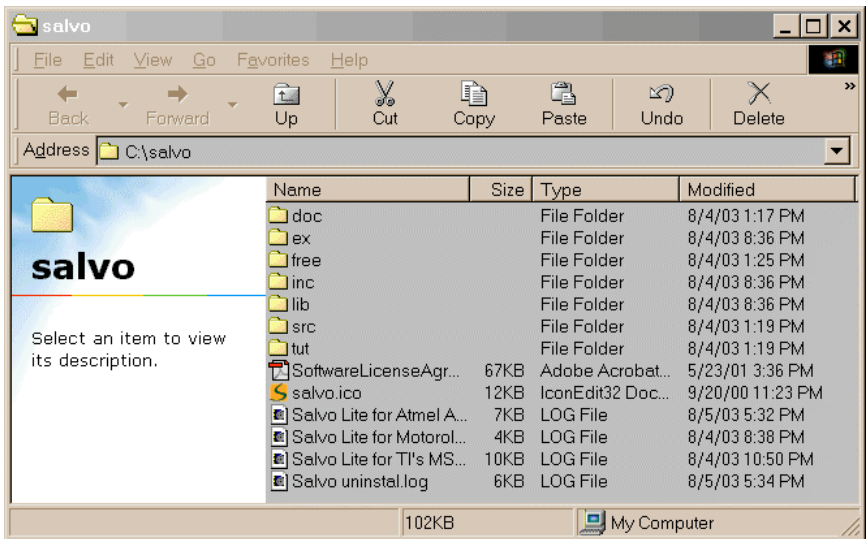 salvo
File Edit View Go Favorites Help
Back Forward Up Cut Copy Paste Undo Delete »
Address C:\salvo
salvo
Select an item to view
its description.
Name Size Type Modified
doc File Folder 8/4/03 1:17 PM
ex File Folder 8/4/03 8:36 PM
free File Folder 8/4/03 1:25 PM
inc File Folder 8/4/03 8:36 PM
lib File Folder 8/4/03 8:36 PM
src File Folder 8/4/03 1:19 PM
tut File Folder 8/4/03 1:19 PM
SoftwareLicenseAgr... 67KB Adobe Acrobat... 5/23/01 3:36 PM
salvo.ico 12KB IconEdit32 Doc... 9/20/00 11:23 PM
Salvo Lite for Atmel A... 7KB LOG File 8/5/03 5:32 PM
Salvo Lite for Motorol... 4KB LOG File 8/4/03 8:38 PM
Salvo Lite for TI's MS... 10KB LOG File 8/4/03 10:50 PM
Salvo uninstal.log 6KB LOG File 8/5/03 5:34 PM
102KB My Computer